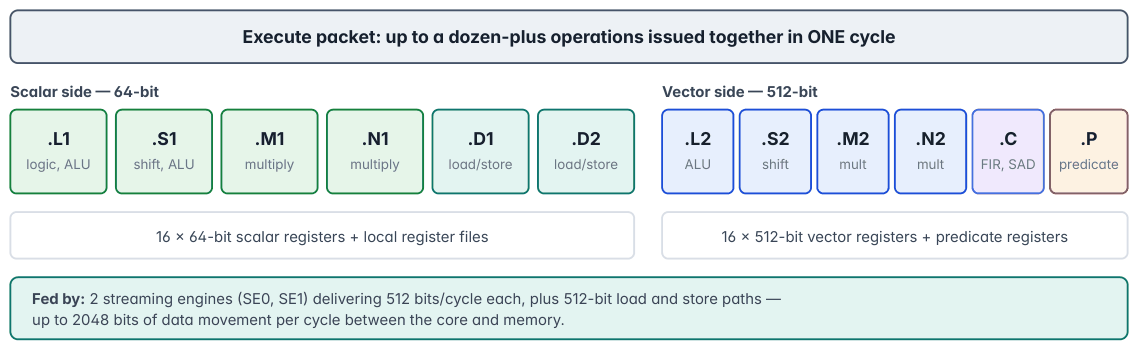 Execute packet: up to a dozen-plus operations issued together in ONE cycle
Scalar side — 64-bit
Vector side — 512-bit
.L1
logic, ALU
.S1
shift, ALU
.M1
multiply
.N1
multiply
.D1
load/store
.D2
load/store
.L2
ALU
.S2
shift
.M2
mult
.N2
mult
.C
FIR, SAD
.P
predicate
16 × 64-bit scalar registers + local register files
16 × 512-bit vector registers + predicate registers
Fed by: 2 streaming engines (SE0, SE1) delivering 512 bits/cycle each, plus 512-bit load and store paths —
up to 2048 bits of data movement per cycle between the core and memory.